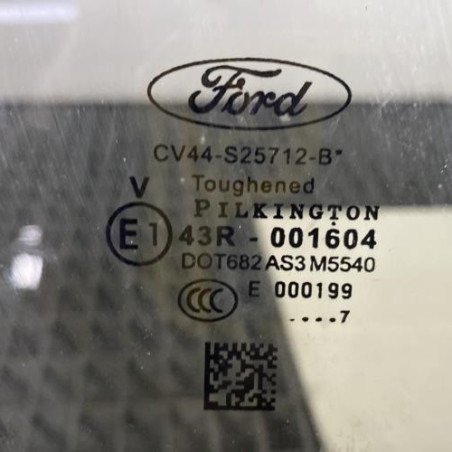 Ford
CV44-S25712-B*
V Toughened
PILKINGTON
E1 43R - 001604
DOT682 AS3 M5540
CCC E 000199
....7